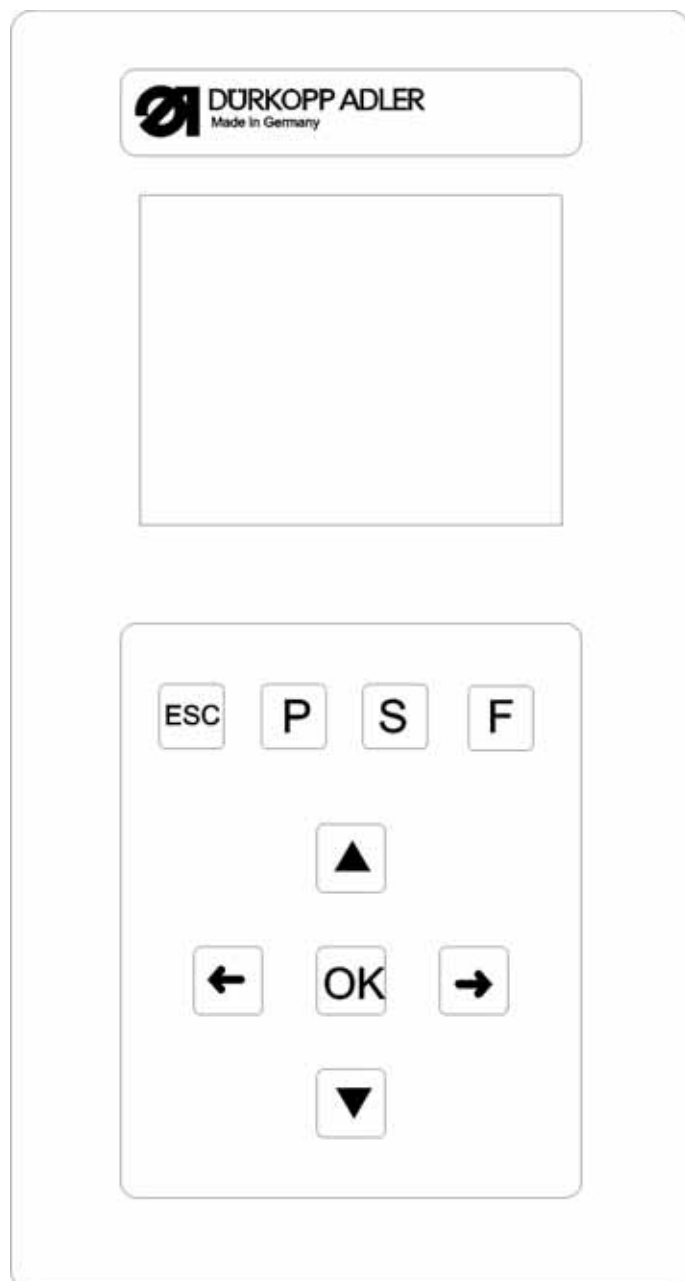 DÜRKOPP ADLER
Made in Germany
ESC P S F
▲
← OK →
▼